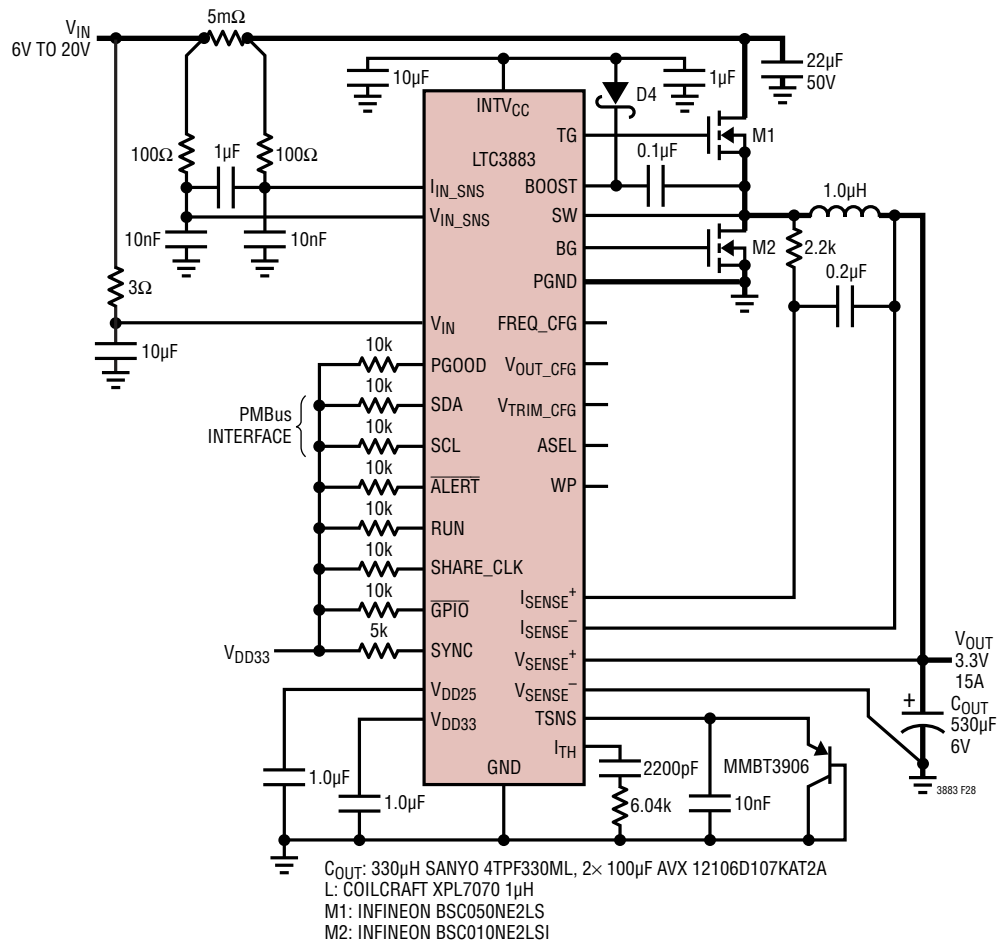 5mΩ
VIN
6V TO 20V
10µF
1µF
22µF
50V
D4
INTVCC
TG
M1
LTC3883
100Ω
1µF
100Ω
0.1µF
1.0µH
IIN_SNS
BOOST
VIN_SNS
SW
10nF
10nF
BG
M2
2.2k
0.2µF
3Ω
PGND
VIN
FREQ_CFG
10µF
10k
PGOOD
VOUT_CFG
10k
SDA
VTRIM_CFG
PMBus
INTERFACE
10k
SCL
ASEL
10k
ALERT
WP
10k
RUN
10k
SHARE_CLK
10k
GPIO
ISENSE+
ISENSE–
5k
VDD33
SYNC
VSENSE+
VOUT
3.3V
15A
VDD25
VSENSE–
+
COUT
530µF
6V
VDD33
TSNS
ITH
GND
2200pF
MMBT3906
1.0µF
1.0µF
6.04k
10nF
3883 F28
COUT: 330µH SANYO 4TPF330ML, 2× 100µF AVX 12106D107KAT2A
L: COILCRAFT XPL7070 1µH
M1: INFINEON BSC050NE2LS
M2: INFINEON BSC010NE2LSI